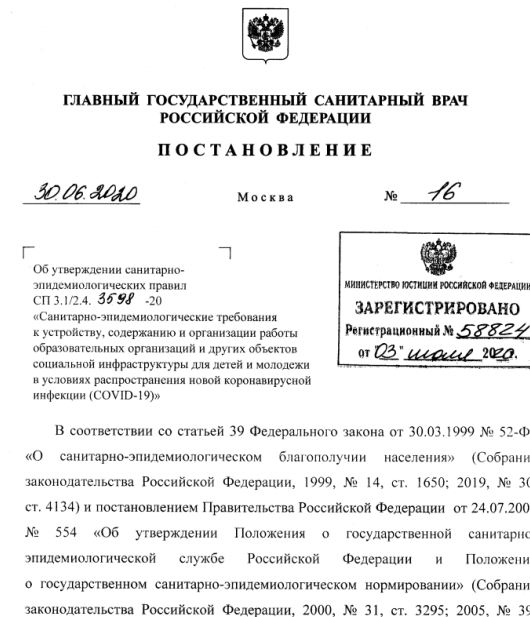 ГЛАВНЫЙ ГОСУДАРСТВЕННЫЙ САНИТАРНЫЙ ВРАЧ
РОССИЙСКОЙ ФЕДЕРАЦИИ
ПОСТАНОВЛЕНИЕ
30.06.2020 Москва № 16
Об утверждении санитарно-
эпидемиологических правил
СП 3.1/2.4. 3598 -20
«Санитарно-эпидемиологические требования
к устройству, содержанию и организации работы
образовательных организаций и других объектов
социальной инфраструктуры для детей и молодежи
в условиях распространения новой коронавирусной
инфекции (COVID-19)»
МИНИСТЕРСТВО ЮСТИЦИИ РОССИЙСКОЙ ФЕДЕРАЦИИ
ЗАРЕГИСТРИРОВАНО
Регистрационный № 58824
от "03" июля 2020.
В соответствии со статьей 39 Федерального закона от 30.03.1999 № 52-Ф
«О санитарно-эпидемиологическом благополучии населения» (Собрани
законодательства Российской Федерации, 1999, № 14, ст. 1650; 2019, № 30
ст. 4134) и постановлением Правительства Российской Федерации от 24.07.200
№ 554 «Об утверждении Положения о государственной санитарно
эпидемиологической службе Российской Федерации и Положени
о государственном санитарно-эпидемиологическом нормировании» (Собрани
законодательства Российской Федерации, 2000, № 31, ст. 3295; 2005, № 39